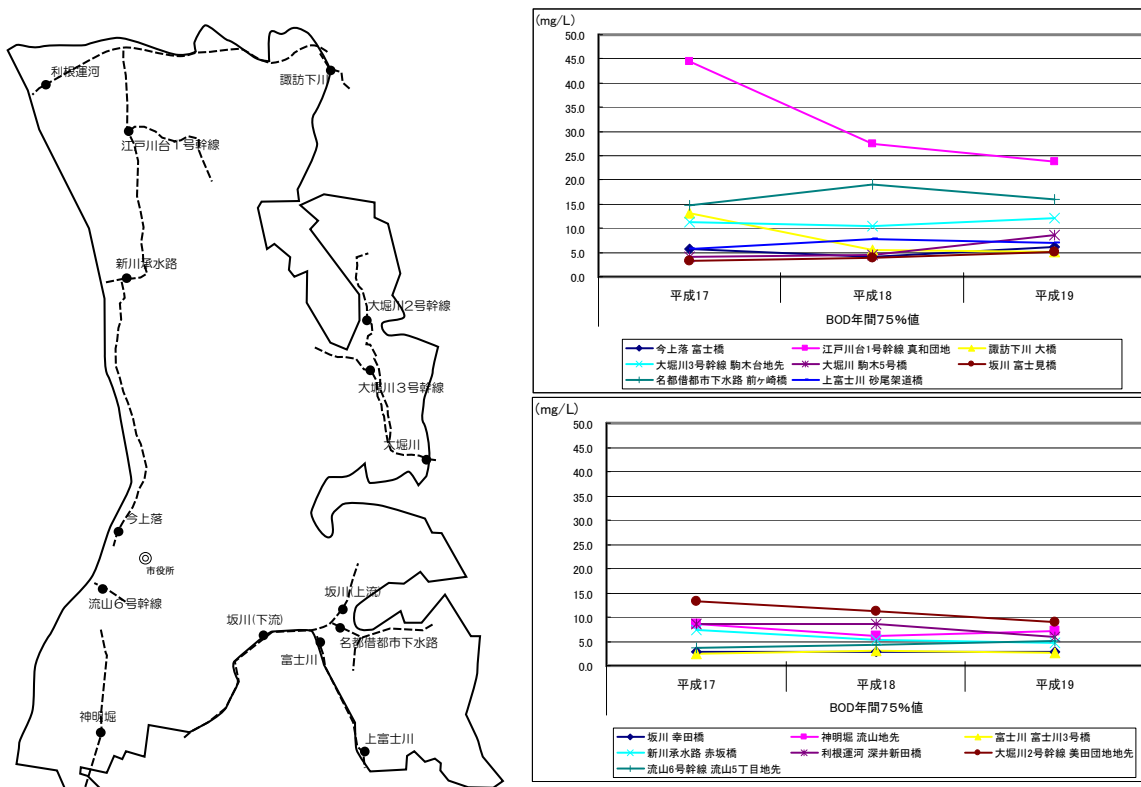 利根運河
諏訪下川
江戸川台1号幹線
新川承水路
大堀川2号幹線
大堀川3号幹線
大堀川
今上落
市役所
流山6号幹線
坂川(上流)
坂川(下流)
名都借都市下水路
富士川
神明堀
上富士川
(mg/L)
50.0
45.0
40.0
35.0
30.0
25.0
20.0
15.0
10.0
5.0
0.0
平成17 平成18 平成19
BOD年間75%値
今上落 富士橋 江戸川台1号幹線 真和団地 諏訪下川 大橋
大堀川3号幹線 駒木台地先 大堀川 駒木5号橋 坂川 富士見橋
名都借都市下水路 前ヶ崎橋 上富士川 砂尾架道橋
(mg/L)
50.0
45.0
40.0
35.0
30.0
25.0
20.0
15.0
10.0
5.0
0.0
平成17 平成18 平成19
BOD年間75%値
坂川 幸田橋 神明堀 流山地先 富士川 富士川3号橋
新川承水路 赤坂橋 利根運河 深井新田橋 大堀川2号幹線 美田団地地先
流山6号幹線 流山5丁目地先